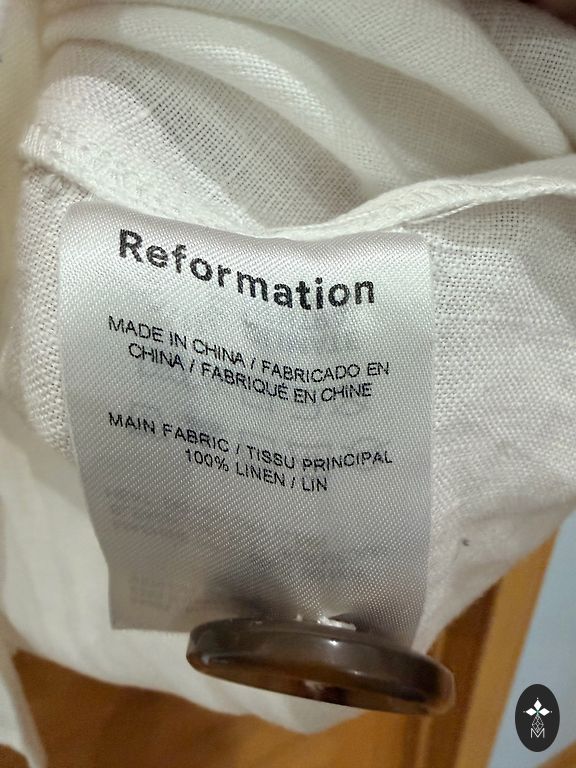 Reformation
MADE IN CHINA / FABRICADO EN
CHINA / FABRIQUÉ EN CHINE
MAIN FABRIC / TISSU PRINCIPAL
100% LINEN / LIN
M